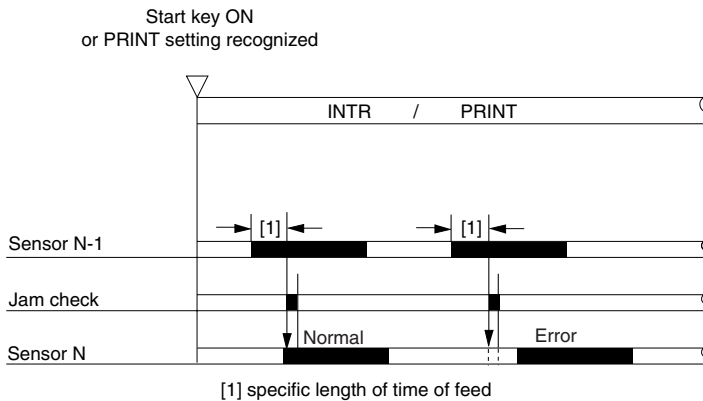 Start key ON
or PRINT setting recognized
INTR / PRINT
[1] [1]
Sensor N-1
Jam check
Normal Error
Sensor N
[1] specific length of time of feed